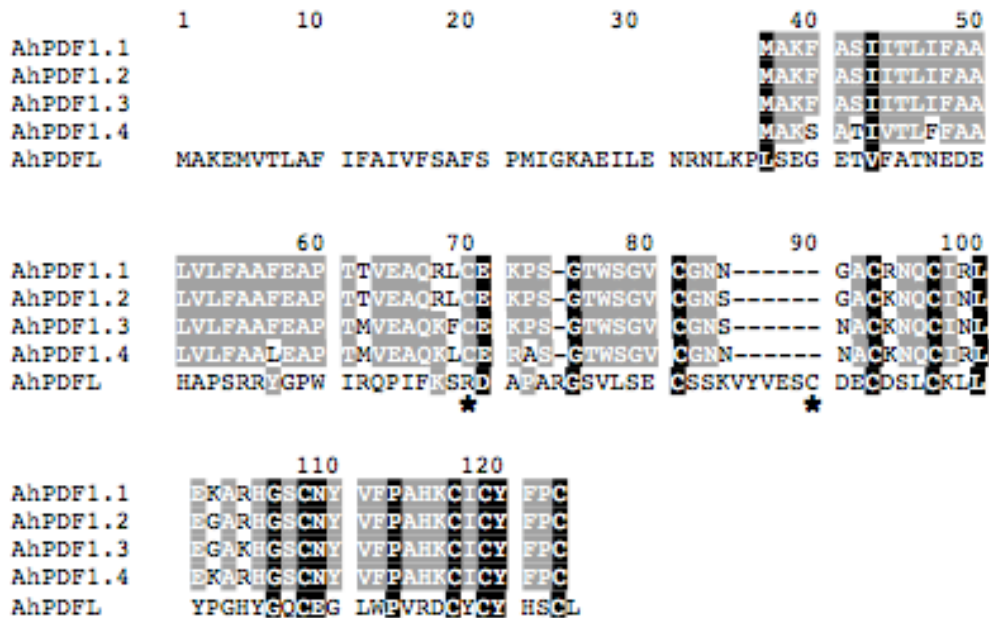 1 10 20 30 40 50
AhPDF1.1 MAKF ASIITLIFAA
AhPDF1.2 MAKF ASIITLIFAA
AhPDF1.3 MAKF ASIITLIFAA
AhPDF1.4 MAKS ATIVTLFFAA
AhPDFL MAKEMVTLAF IFAIVFSAFS PMIGKAEILE NRNLKPLSEG ETVFATNEDE
60 70 80 90 100
AhPDF1.1 LVLFAAFEAP TTVEAQRLCE KPS-GTWSGV CGNN------ GACRNQCIRL
AhPDF1.2 LVLFAAFEAP TTVEAQRLCE KPS-GTWSGV CGNS------ GACKNQCINL
AhPDF1.3 LVLFAAFEAP TMVEAQKFCE KPS-GTWSGV CGNS------ NACKNQCINL
AhPDF1.4 LVLFAALEAP TMVEAQKLCE RAS-GTWSGV CGNN------ NACKNQCIRL
AhPDFL HAPSRRYGPW IRQPIFKSRD APARGSVLSE CSSKVYVESC DECDSLCKLL
* *
110 120
AhPDF1.1 EKARHGSCNY VFPAHKCICY FPC
AhPDF1.2 EGARHGSCNY VFPAHKCICY FPC
AhPDF1.3 EGAKHGSCNY VFPAHKCICY FPC
AhPDF1.4 EKARHGSCNY VFPAHKCICY FPC
AhPDFL YPGHYGQCEG LWPVRDCYCY HSCL